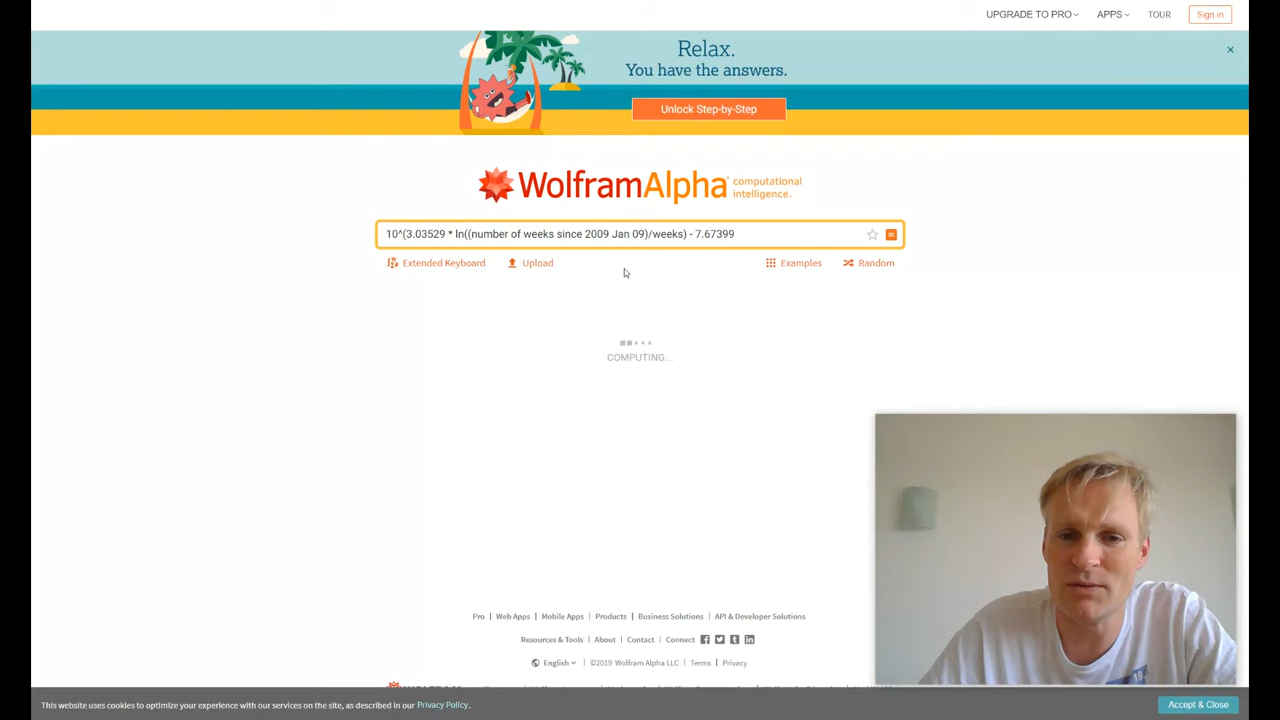 UPGRADE TO PRO
APPS
TOUR
Sign in
Relax.
You have the answers.
Unlock Step-by-Step
WolframAlpha computational intelligence.
10^(3.03529 * ln((number of weeks since 2009 Jan 09)/weeks) - 7.67399
Extended Keyboard
Upload
Examples
Random
COMPUTING...
Pro | Web Apps | Mobile Apps | Products | Business Solutions | API & Developer Solutions
Resources & Tools | About | Contact | Connect
English | ©2019 Wolfram Alpha LLC | Terms | Privacy
This website uses cookies to optimize your experience with our services on the site, as described in our Privacy Policy.
Accept & Close